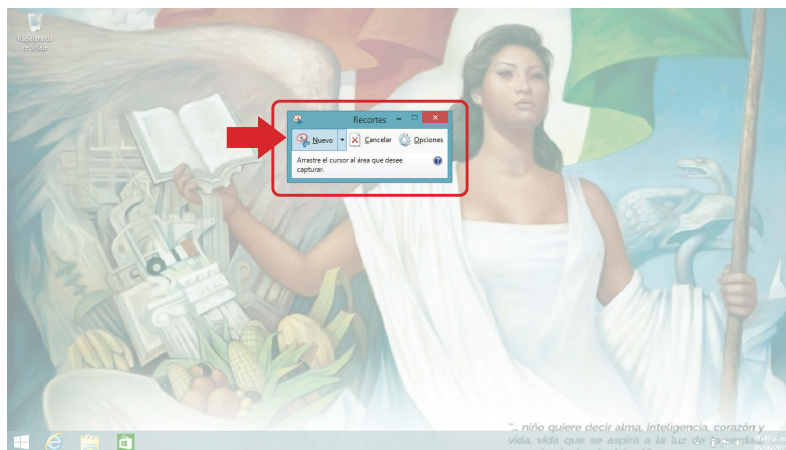 Papelera de
reciclaje
Recortes
Nuevo
Cancelar
Opciones
Arrastre el cursor al área que desee
capturar.
"... niño quiere decir alma, inteligencia, corazón y
vida, vida que se aspira a la luz de